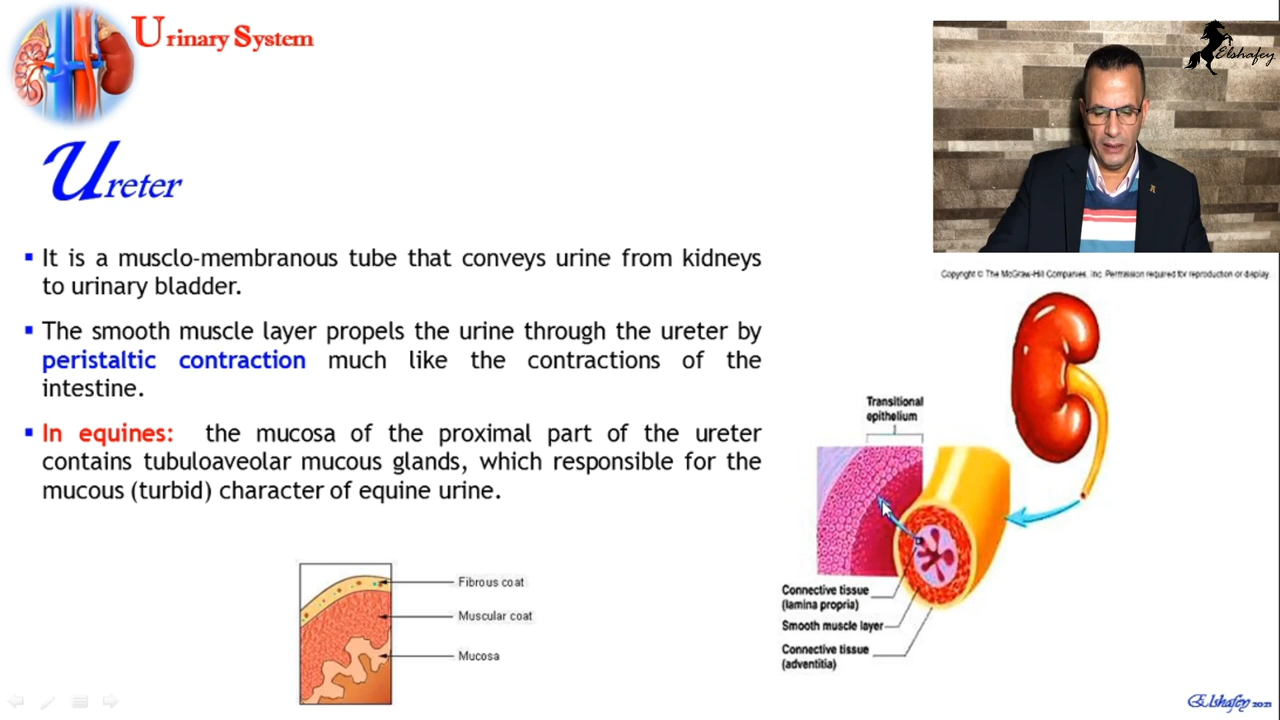 Urinary System
Elshafey
Ureter
It is a musclo-membranous tube that conveys urine from kidneys
to urinary bladder.
The smooth muscle layer propels the urine through the ureter by
peristaltic contraction much like the contractions of the
intestine.
In equines: the mucosa of the proximal part of the ureter
contains tubuloaveolar mucous glands, which responsible for the
mucous (turbid) character of equine urine.
Copyright © The McGraw-Hill Companies, Inc. Permission required for reproduction or display.
Transitional
epithelium
Connective tissue
(lamina propria)
Smooth muscle layer
Connective tissue
(adventitia)
Fibrous coat
Muscular coat
Mucosa
Elshafey 2021